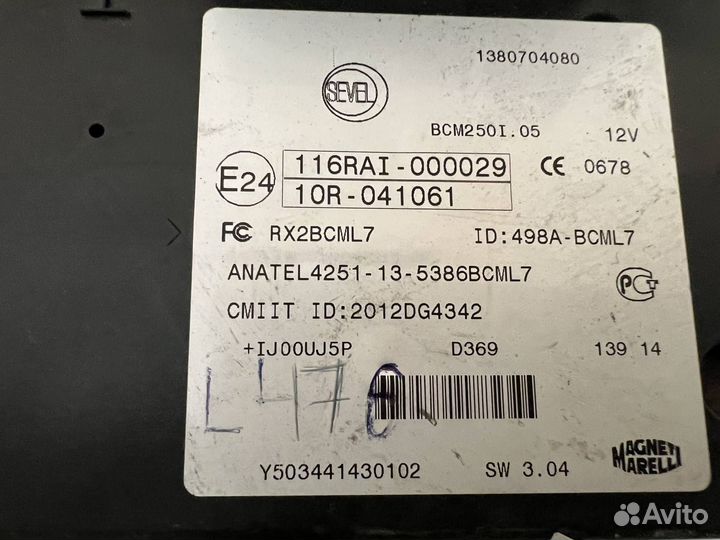 1380704080
SEVEL
BCM250I.05 12V
E24 116RAI-000029 CE 0678
10R-041061
FC RX2BCML7 ID:498A-BCML7
ANATEL4251-13-5386BCML7
CMIIT ID:2012DG4342
+IJ00UJ5P D369 139 14
L476
Y503441430102 SW 3.04
MAGNETI
MARELLI
Avito